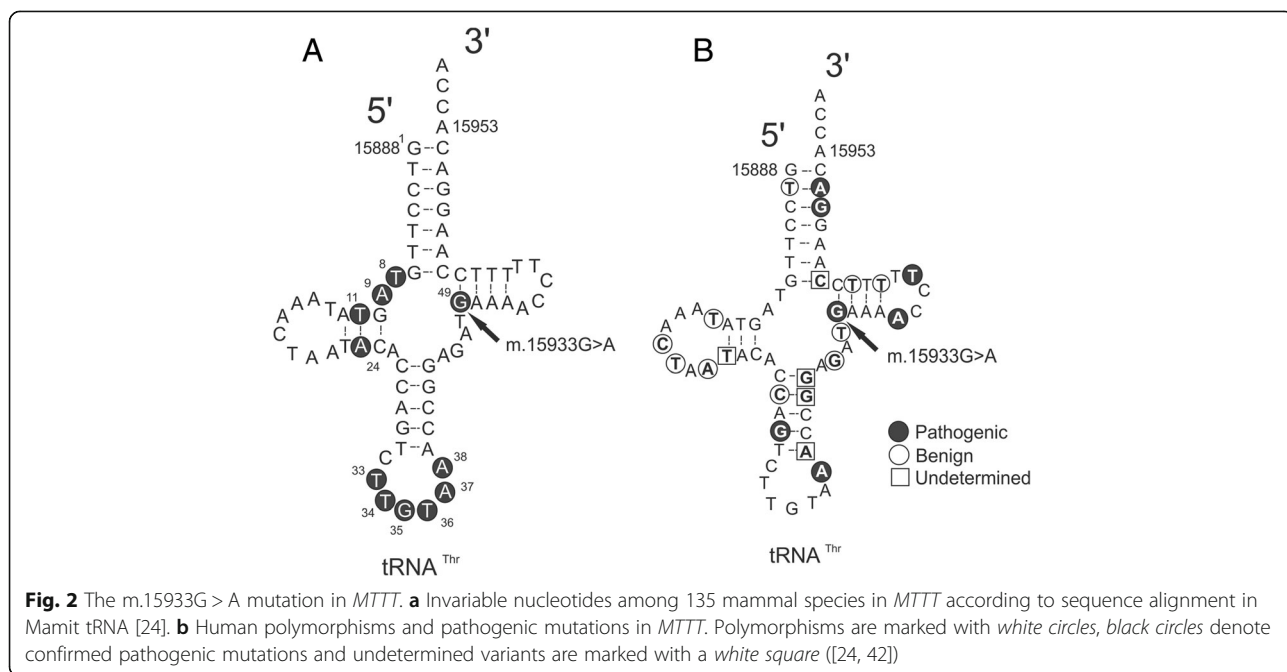 A
3'
A
C
C
5'
A 15953
15888 1 G C
T A
C G
C G
T A
T A
8 T G C C T T T T T C
9 A 49 G A A A A C
A A A T A 11 T G T
C A
T A A T A C A G A G m.15933G>A
24
C G
C G
A C
G C
T A
C A 38
33 T A 37
34 T G T 36
35
tRNA Thr
B
3'
A
C
C
5'
A 15953
15888 G C
T A
C G
C G
T A
T A
G C C T T T T T C
T G A A A A C
A A A T A T G A T
C A
T A A T A C A C A G A m.15933G>A
C G
C G
A C
G C
T A
C A
T A
T G T
tRNA Thr
Pathogenic
Benign
Undetermined
Fig. 2 The m.15933G > A mutation in MTTT. a Invariable nucleotides among 135 mammal species in MTTT according to sequence alignment in
Mamit tRNA [24]. b Human polymorphisms and pathogenic mutations in MTTT. Polymorphisms are marked with white circles, black circles denote
confirmed pathogenic mutations and undetermined variants are marked with a white square ([24, 42])